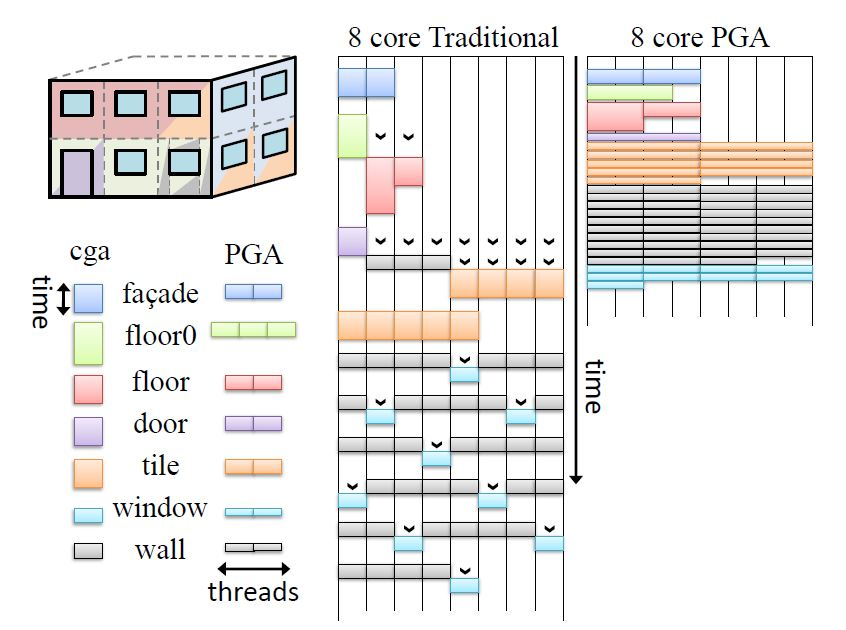 8 core Traditional
8 core PGA
cga
PGA
time
façade
floor0
floor
door
tile
window
wall
threads
time